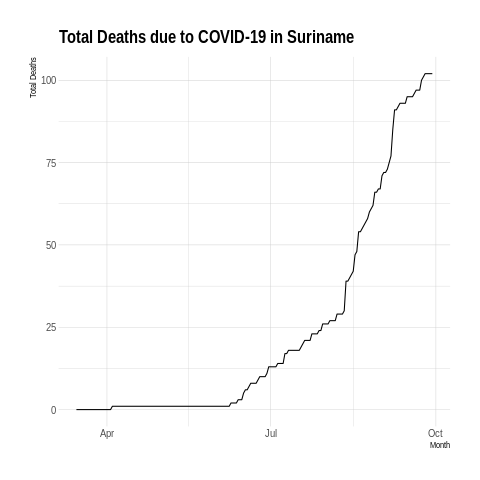 Total Deaths due to COVID-19 in Suriname
Total Deaths
100
75
50
25
0
Apr Jul Oct
Month